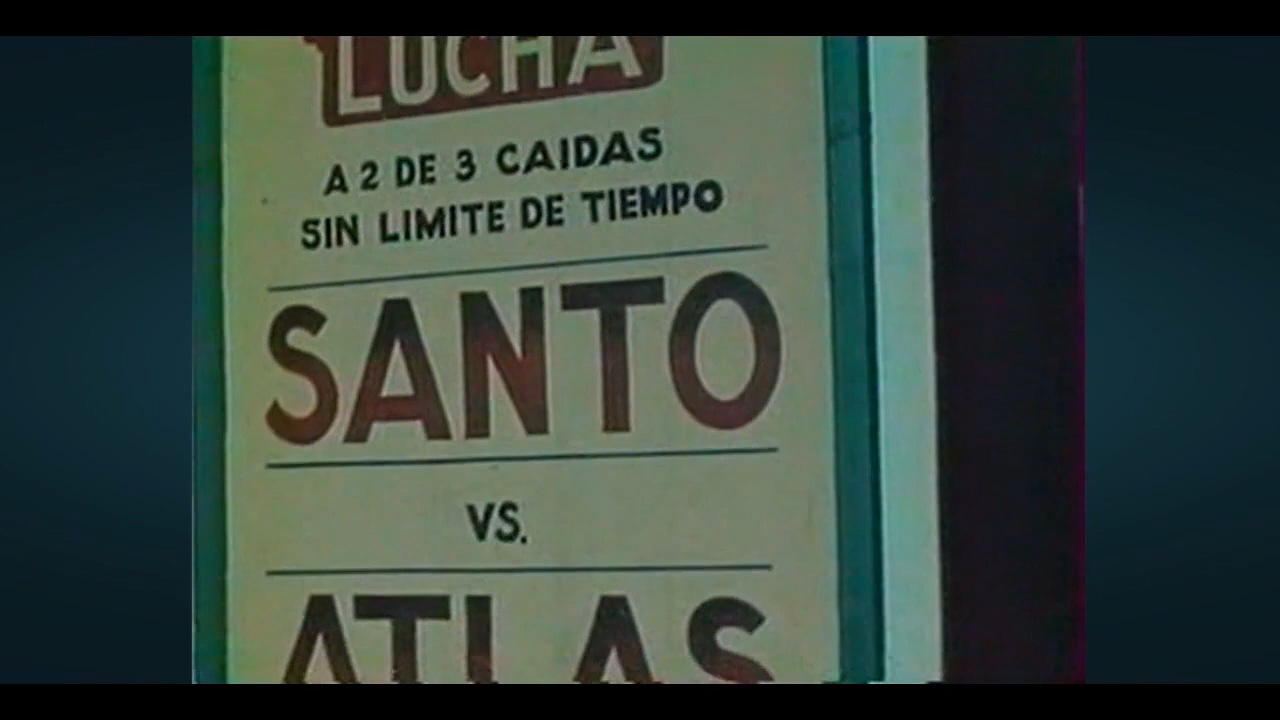 LUCHA
A 2 DE 3 CAIDAS
SIN LIMITE DE TIEMPO
SANTO
VS.
ATLAS